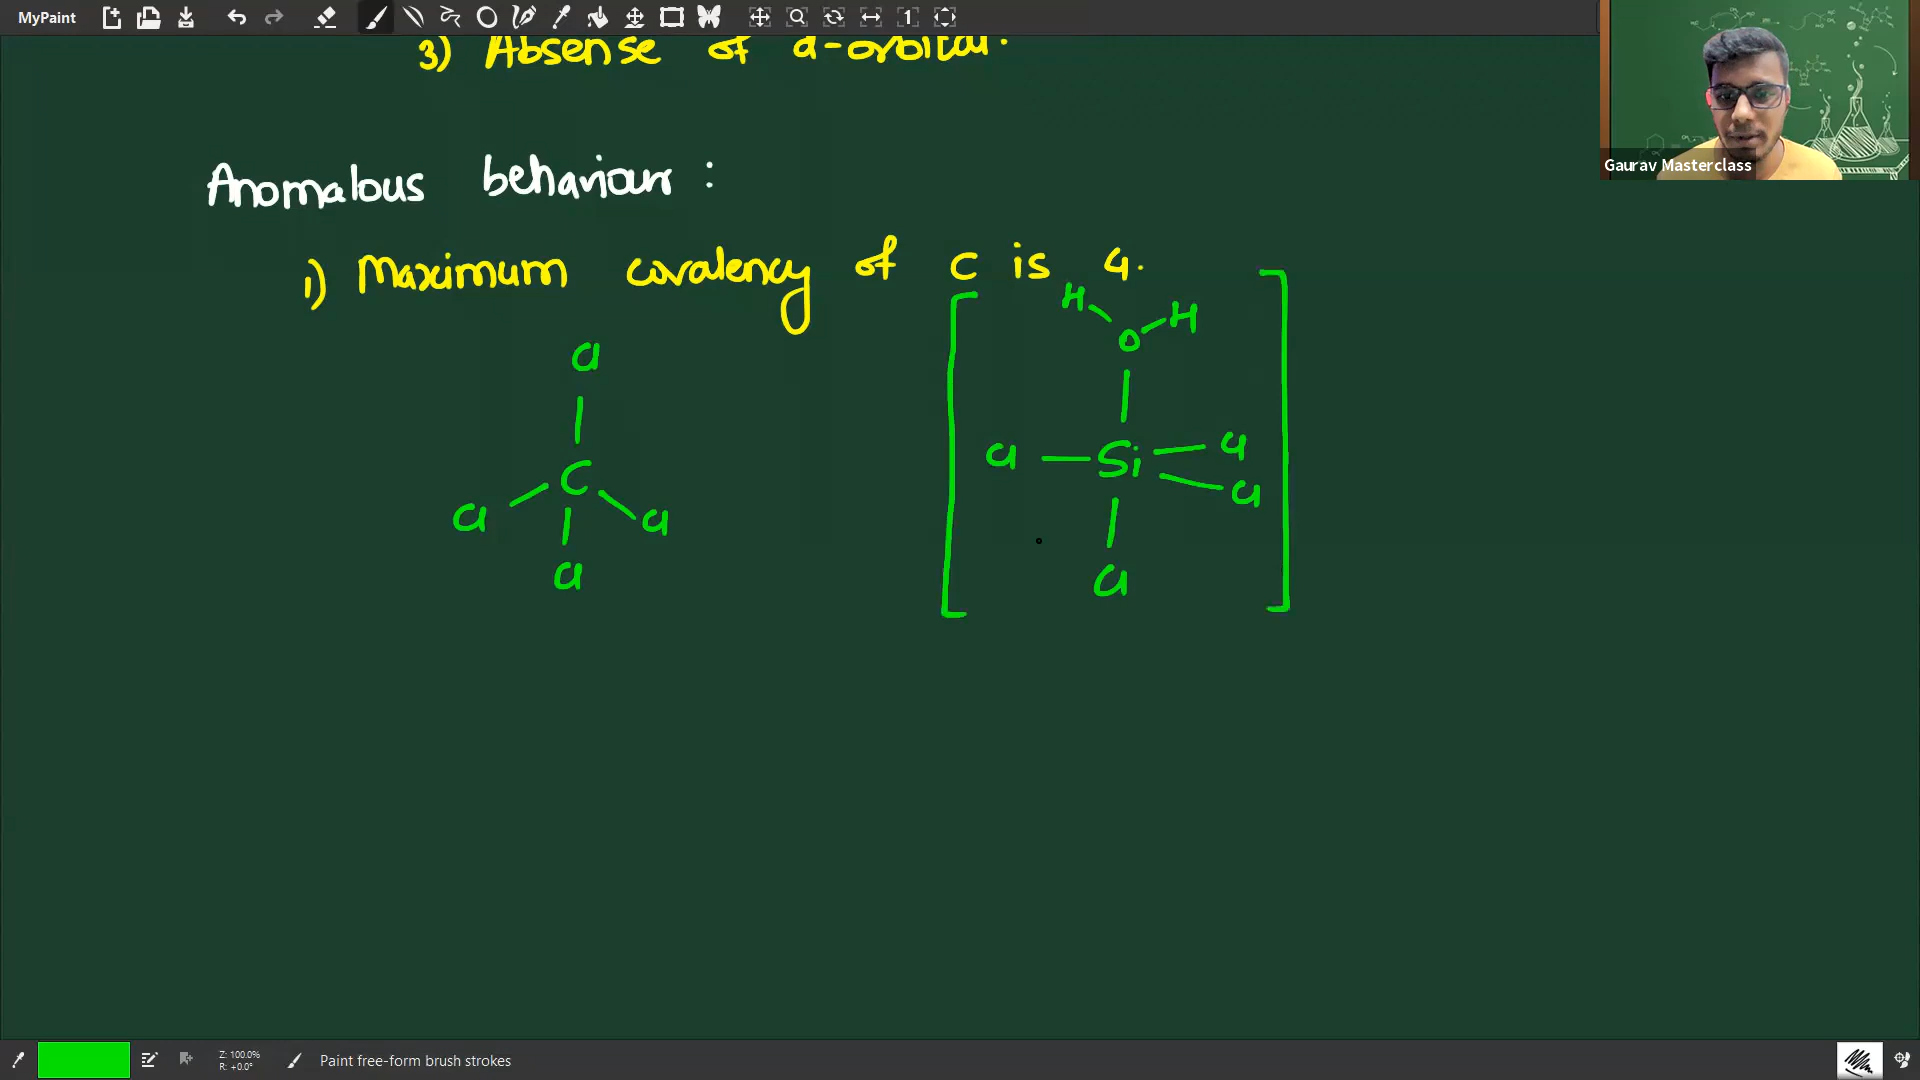 MyPaint
3) Absense of d-orbital.
Gaurav Masterclass
Anomalous behaviour :
1) Maximum covalency of C is 4.
H H
O
Cl
Cl Si Cl
Cl
C
Cl Cl
Cl
Cl
Z: 100.0%
R: +0.0°
Paint free-form brush strokes